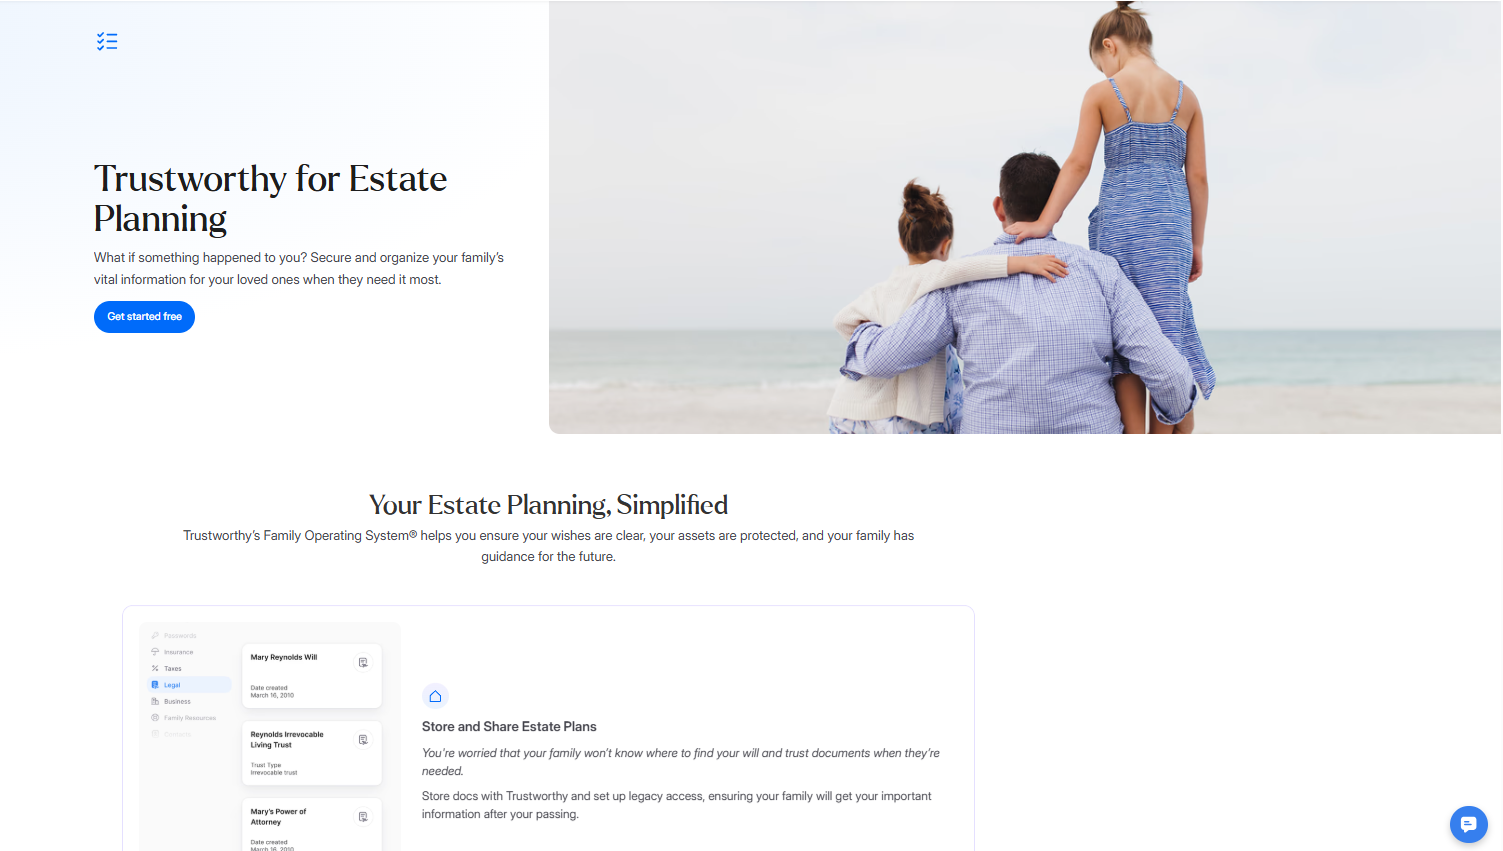 Trustworthy for Estate
Planning
What if something happened to you? Secure and organize your family's
vital information for your loved ones when they need it most.
Get started free
Your Estate Planning, Simplified
Trustworthy's Family Operating System® helps you ensure your wishes are clear, your assets are protected, and your family has
guidance for the future.
Passwords
Insurance
Taxes
Legal
Business
Family Resources
Mary Reynolds Will
Date created
March 16, 2010
Reynolds Irrevocable
Living Trust
Trust Type
Irrevocable trust
Mary's Power of
Attorney
Date created
March 16, 2010
Store and Share Estate Plans
You're worried that your family won't know where to find your will and trust documents when they're
needed.
Store docs with Trustworthy and set up legacy access, ensuring your family will get your important
information after your passing.